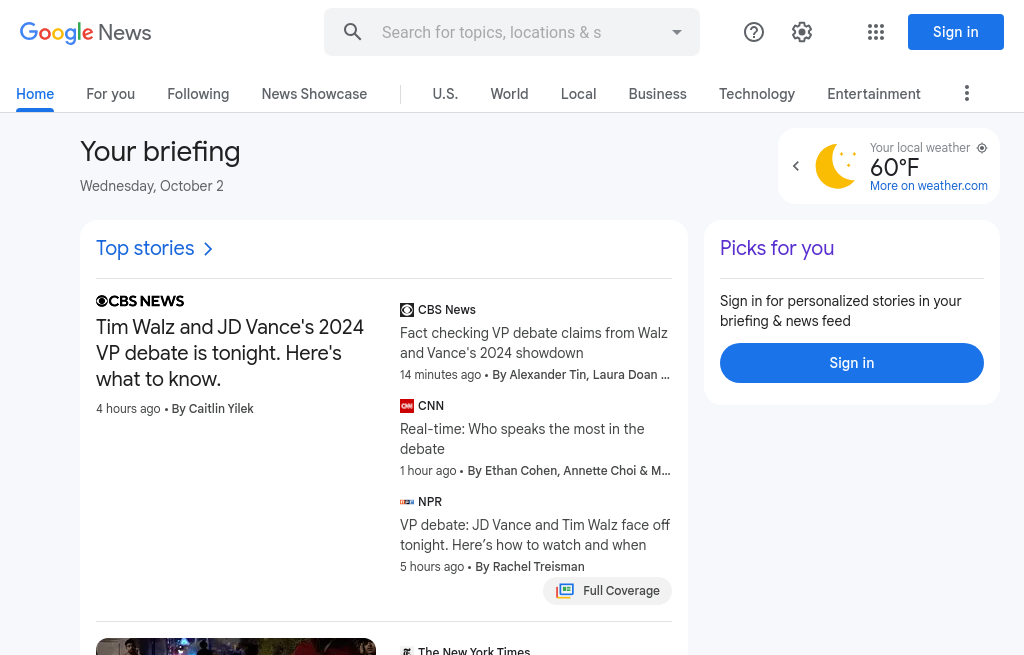 Google News
Search for topics, locations & s
Sign in
Home
For you
Following
News Showcase
U.S.
World
Local
Business
Technology
Entertainment
Your briefing
Wednesday, October 2
Your local weather
60°F
More on weather.com
Top stories
CBS NEWS
Tim Walz and JD Vance's 2024
VP debate is tonight. Here's
what to know.
4 hours ago • By Caitlin Yilek
CBS News
Fact checking VP debate claims from Walz
and Vance's 2024 showdown
14 minutes ago • By Alexander Tin, Laura Doan ...
CNN
CNN
Real-time: Who speaks the most in the
debate
1 hour ago • By Ethan Cohen, Annette Choi & M...
NPR
VP debate: JD Vance and Tim Walz face off
tonight. Here’s how to watch and when
5 hours ago • By Rachel Treisman
Full Coverage
The New York Times
Picks for you
Sign in for personalized stories in your
briefing & news feed
Sign in